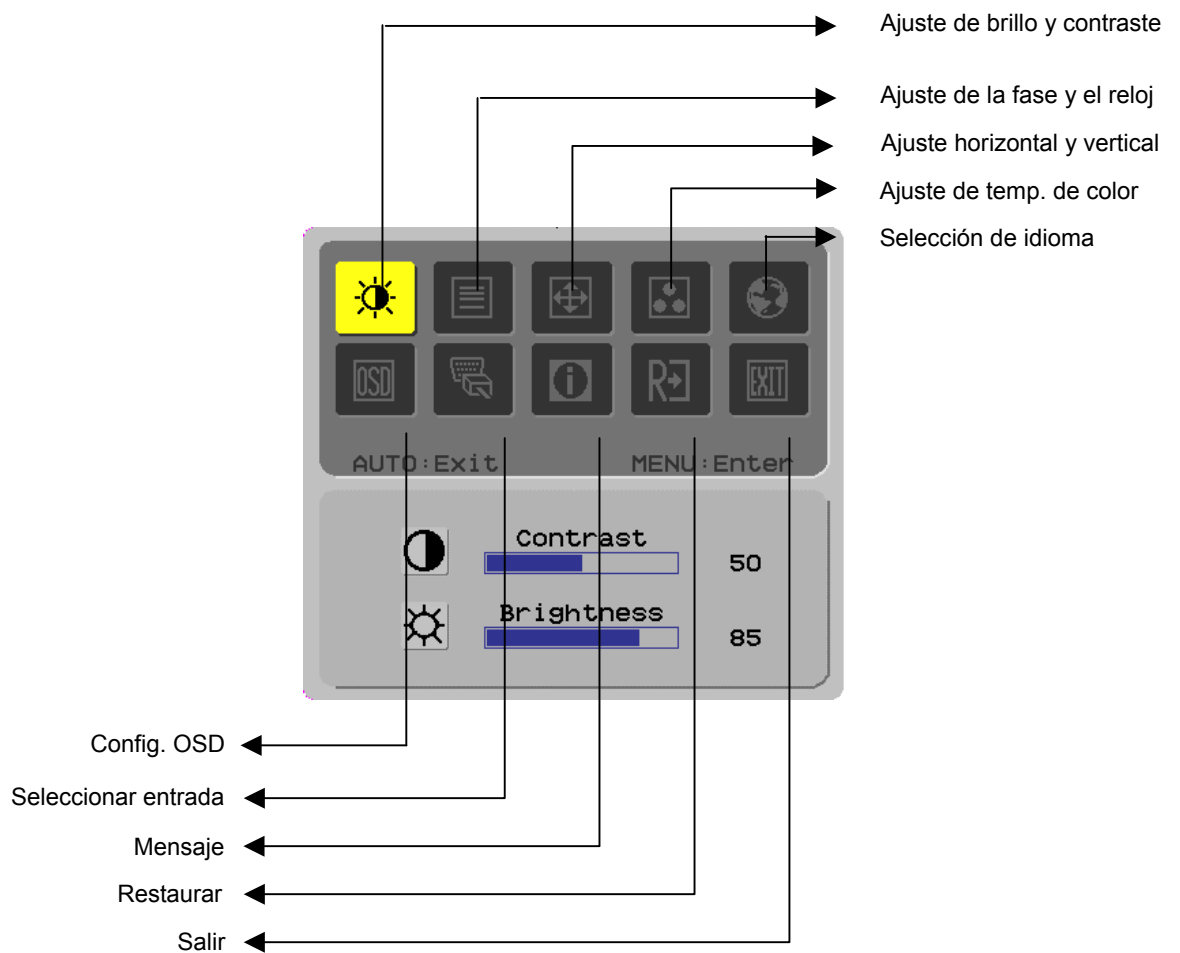 Ajuste de brillo y contraste
Ajuste de la fase y el reloj
Ajuste horizontal y vertical
Ajuste de temp. de color
Selección de idioma
OSD
R
EXIT
AUTO:Exit MENU:Enter
Contrast
50
Brightness
85
Config. OSD
Seleccionar entrada
Mensaje
Restaurar
Salir